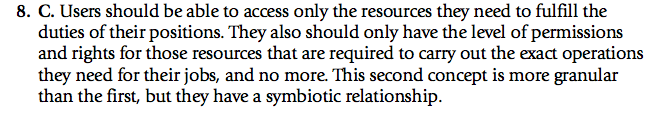 8. C. Users should be able to access only the resources they need to fulfill the
duties of their positions. They also should only have the level of permissions
and rights for those resources that are required to carry out the exact operations
they need for their jobs, and no more. This second concept is more granular
than the first, but they have a symbiotic relationship.